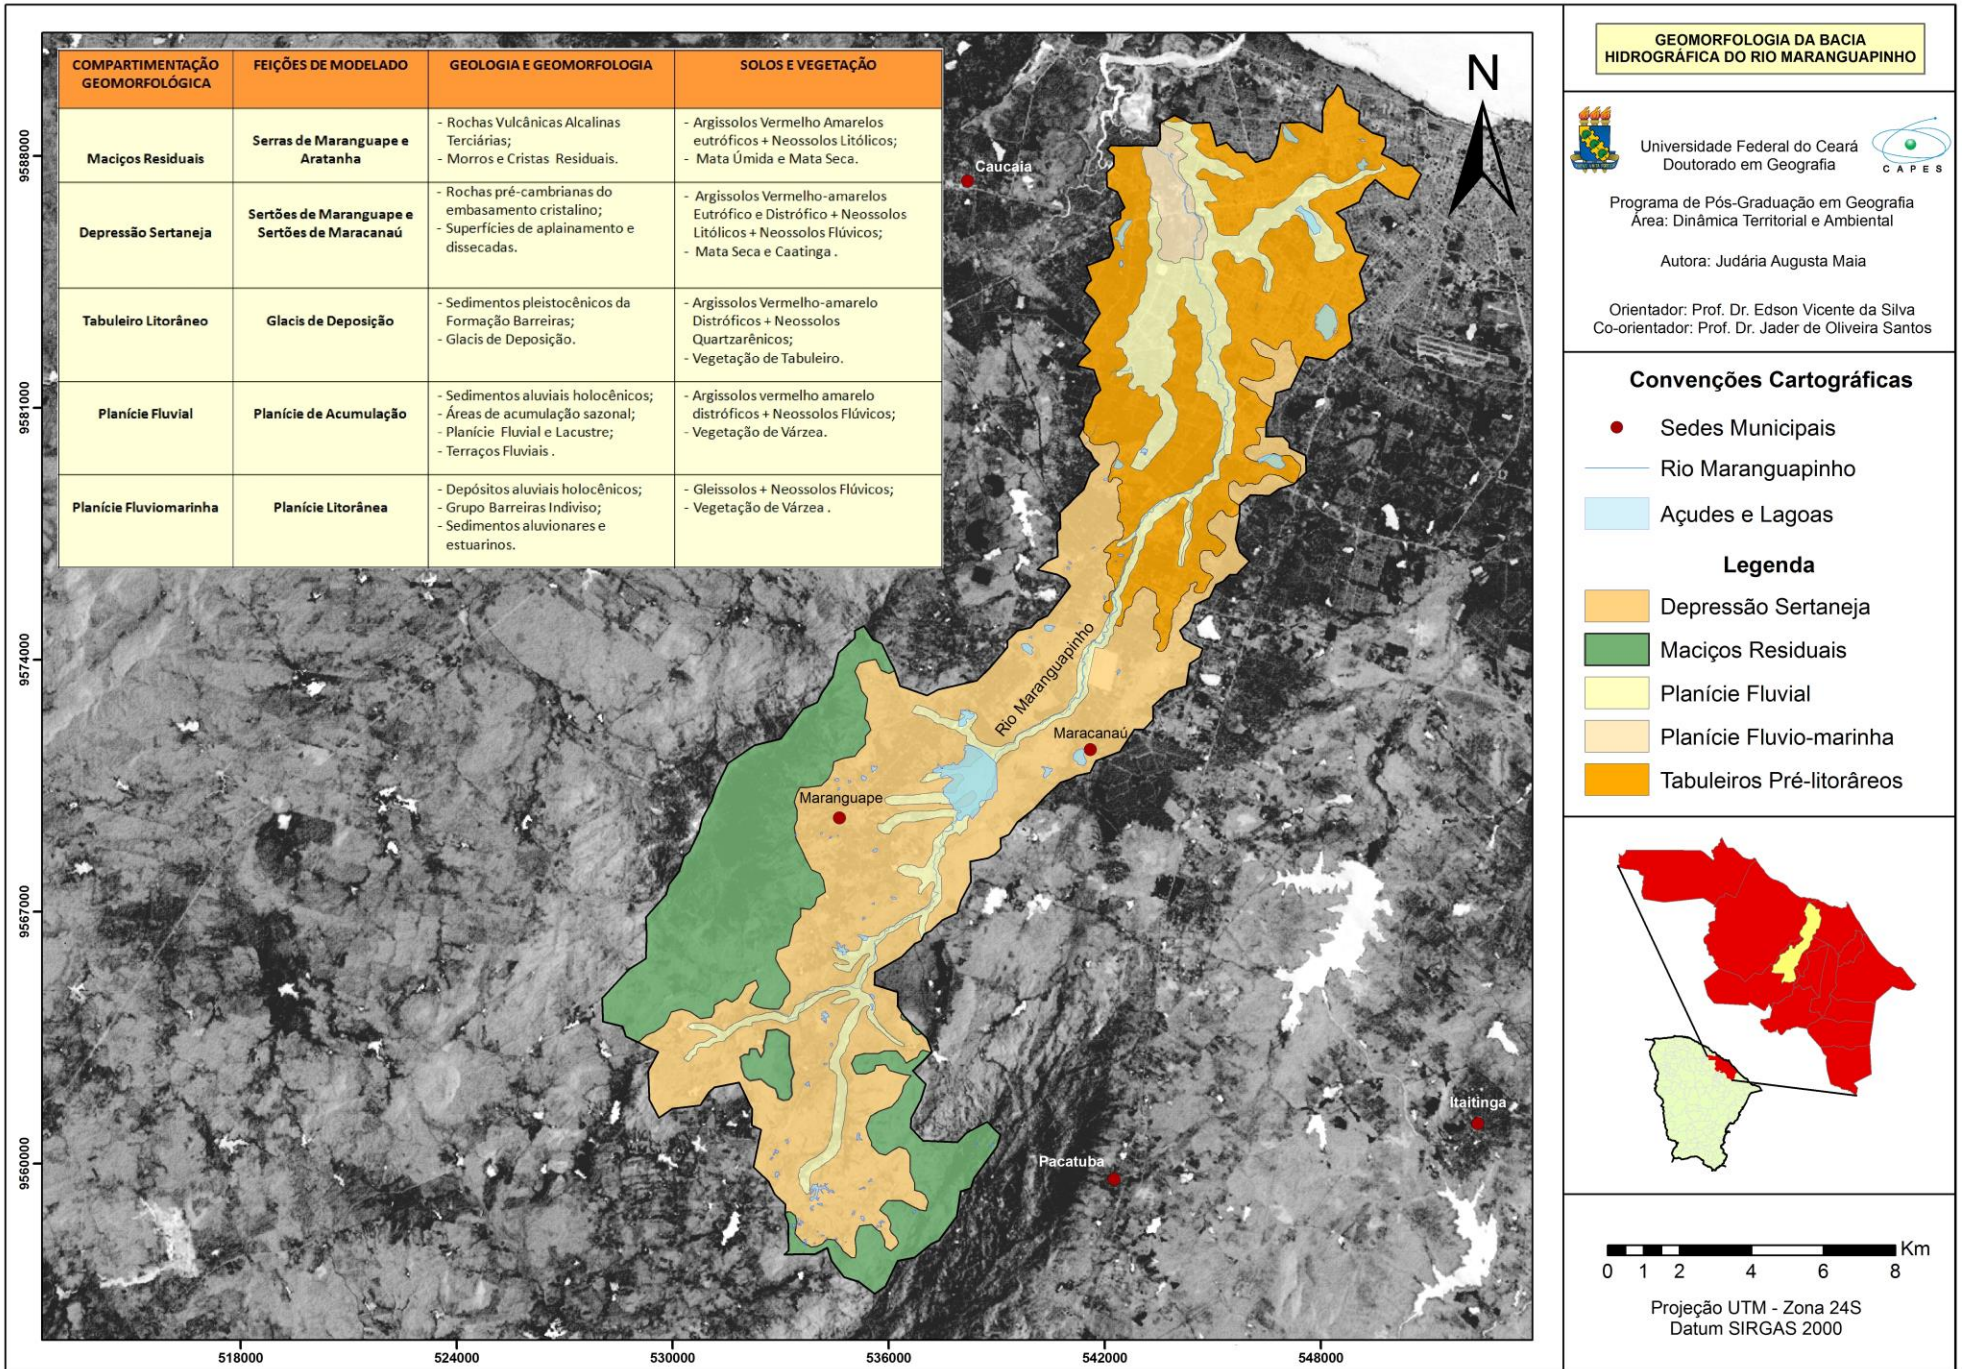 COMPARTIMENTAÇÃO
GEOMORFOLÓGICA
FEIÇÕES DE MODELADO
GEOLOGIA E GEOMORFOLOGIA
SOLOS E VEGETAÇÃO
Maciços Residuais
Serras de Maranguape e
Aratanha
- Rochas Vulcânicas Alcalinas
Terciárias;
- Morros e Cristas Residuais.
- Argissolos Vermelho Amarelos
eutróficos + Neossolos Litólicos;
- Mata Úmida e Mata Seca.
Depressão Sertaneja
Sertões de Maranguape e
Sertões de Maracanaú
- Rochas pré-cambrianas do
embasamento cristalino;
- Superfícies de aplainamento e
dissecadas.
- Argissolos Vermelho-amarelos
Eutrófico e Distrófico + Neossolos
Litólicos + Neossolos Flúvicos;
- Mata Seca e Caatinga .
Tabuleiro Litorâneo
Glacis de Deposição
- Sedimentos pleistocênicos da
Formação Barreiras;
- Glacis de Deposição.
- Argissolos Vermelho-amarelo
Distróficos + Neossolos
Quartzarênicos;
- Vegetação de Tabuleiro.
Planície Fluvial
Planície de Acumulação
- Sedimentos aluviais holocênicos;
- Áreas de acumulação sazonal;
- Planície Fluvial e Lacustre;
- Terraços Fluviais .
- Argissolos vermelho amarelo
distróficos + Neossolos Flúvicos;
- Vegetação de Várzea.
Planície Fluviomarinha
Planície Litorânea
- Depósitos aluviais holocênicos;
- Grupo Barreiras Indiviso;
- Sedimentos aluvionares e
estuarinos.
- Gleissolos + Neossolos Flúvicos;
- Vegetação de Várzea .
N
Caucaia
Rio Maranguapinho
Maracanaú
Maranguape
Pacatuba
Itaitinga
9588000
9581000
9574000
9567000
9560000
518000
524000
530000
536000
542000
548000
GEOMORFOLOGIA DA BACIA
HIDROGRÁFICA DO RIO MARANGUAPINHO
Universidade Federal do Ceará
Doutorado em Geografia
CAPES
Programa de Pós-Graduação em Geografia
Área: Dinâmica Territorial e Ambiental
Autora: Judária Augusta Maia
Orientador: Prof. Dr. Edson Vicente da Silva
Co-orientador: Prof. Dr. Jader de Oliveira Santos
Convenções Cartográficas
Sedes Municipais
Rio Maranguapinho
Açudes e Lagoas
Legenda
Depressão Sertaneja
Maciços Residuais
Planície Fluvial
Planície Fluvio-marinha
Tabuleiros Pré-litorâreos
Km
0 1 2 4 6 8
Projeção UTM - Zona 24S
Datum SIRGAS 2000